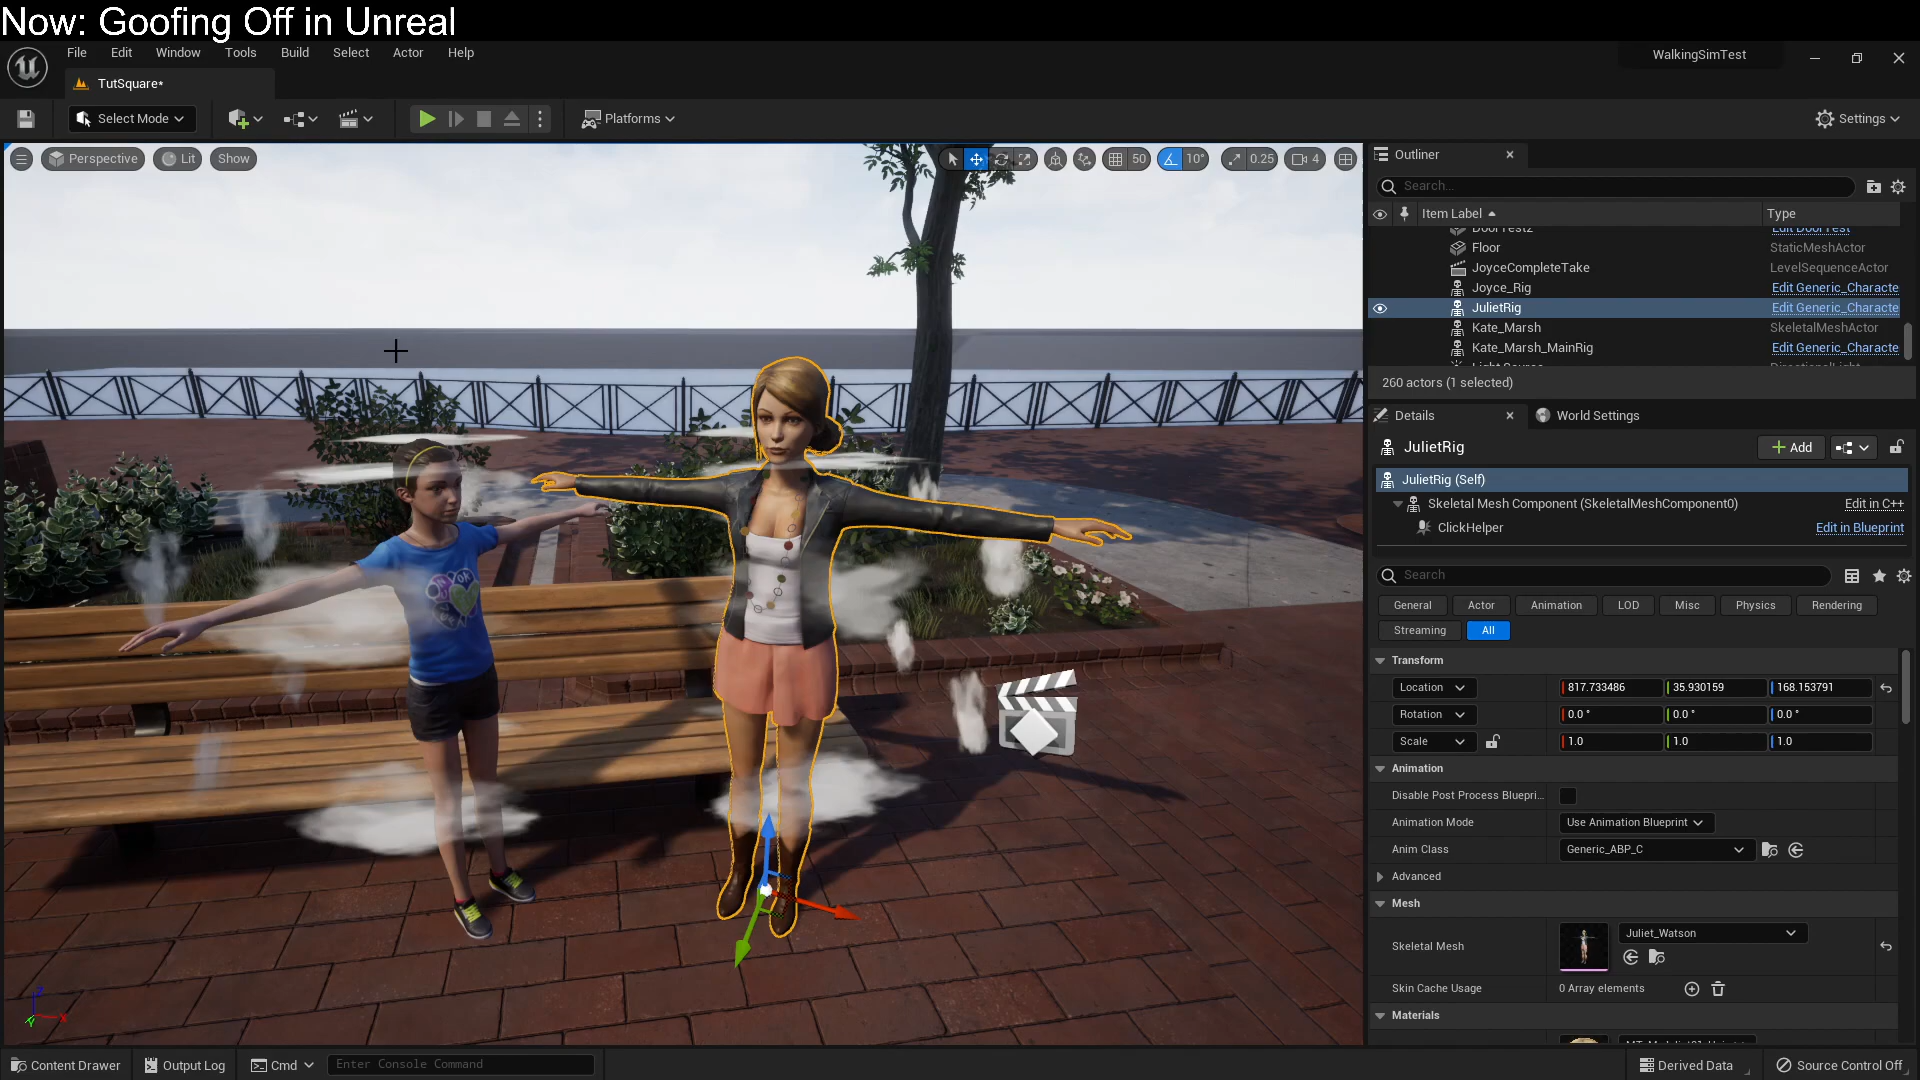 Now: Goofing Off in Unreal
File Edit Window Tools Build Select Actor Help
WalkingSimTest
TutSquare*
Select Mode
Platforms
Settings
Perspective Lit Show
50 10° 0.25 4
Outliner
Search...
Item Label Type
DoorTest2 Edit DoorTest
Floor StaticMeshActor
JoyceCompleteTake LevelSequenceActor
Joyce_Rig Edit Generic_Characte
JulietRig Edit Generic_Characte
Kate_Marsh SkeletalMeshActor
Kate_Marsh_MainRig Edit Generic_Characte
Light Source DirectionalLight
260 actors (1 selected)
Details World Settings
JulietRig
Add
JulietRig (Self)
Skeletal Mesh Component (SkeletalMeshComponent0) Edit in C++
ClickHelper Edit in Blueprint
Search
General Actor Animation LOD Misc Physics Rendering
Streaming All
Transform
Location 817.733486 35.930159 168.153791
Rotation 0.0 ° 0.0 ° 0.0 °
Scale 1.0 1.0 1.0
Animation
Disable Post Process Bluepri...
Animation Mode Use Animation Blueprint
Anim Class Generic_ABP_C
Advanced
Mesh
Skeletal Mesh Juliet_Watson
Skin Cache Usage 0 Array elements
Materials
Z
Y X
Content Drawer Output Log Cmd Enter Console Command
Derived Data Source Control Off